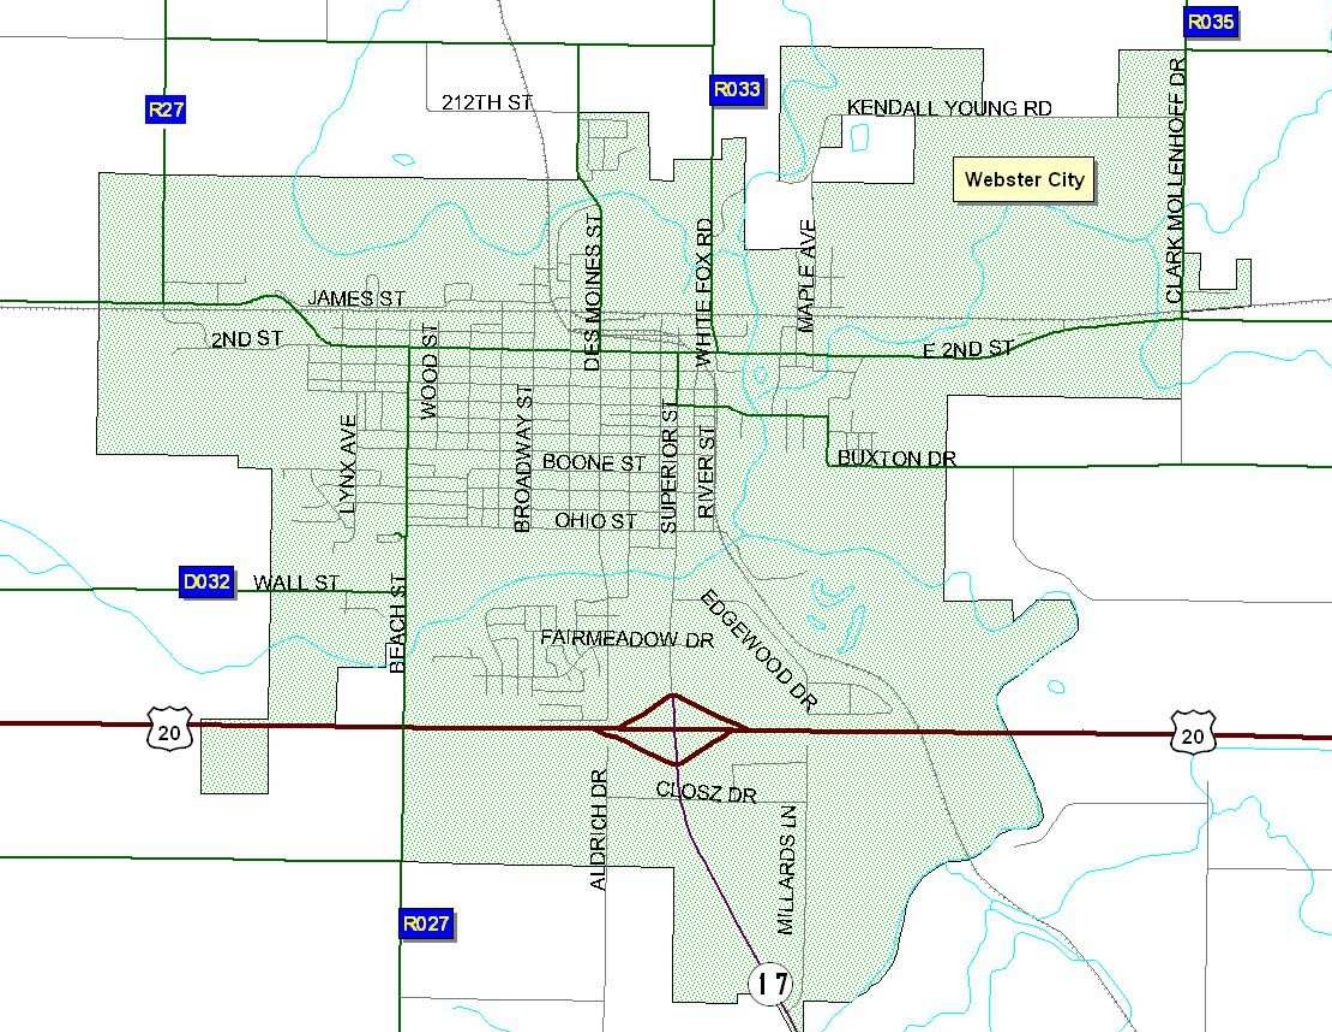 R035
R27
R033
212TH ST
KENDALL YOUNG RD
CLARK MOLLENHOFF DR
Webster City
DES MOINES ST
WHITE FOX RD
MAPLE AVE
JAMES ST
2ND ST
E 2ND ST
WOOD ST
BROADWAY ST
LYNX AVE
SUPERIOR ST
RIVER ST
BOONE ST
BUXTON DR
OHIO ST
D032
WALL ST
BEACH ST
EDGEWOOD DR
FAIRMEADOW DR
20
20
CLOSZ DR
ALDRICH DR
MILLARDS LN
R027
17